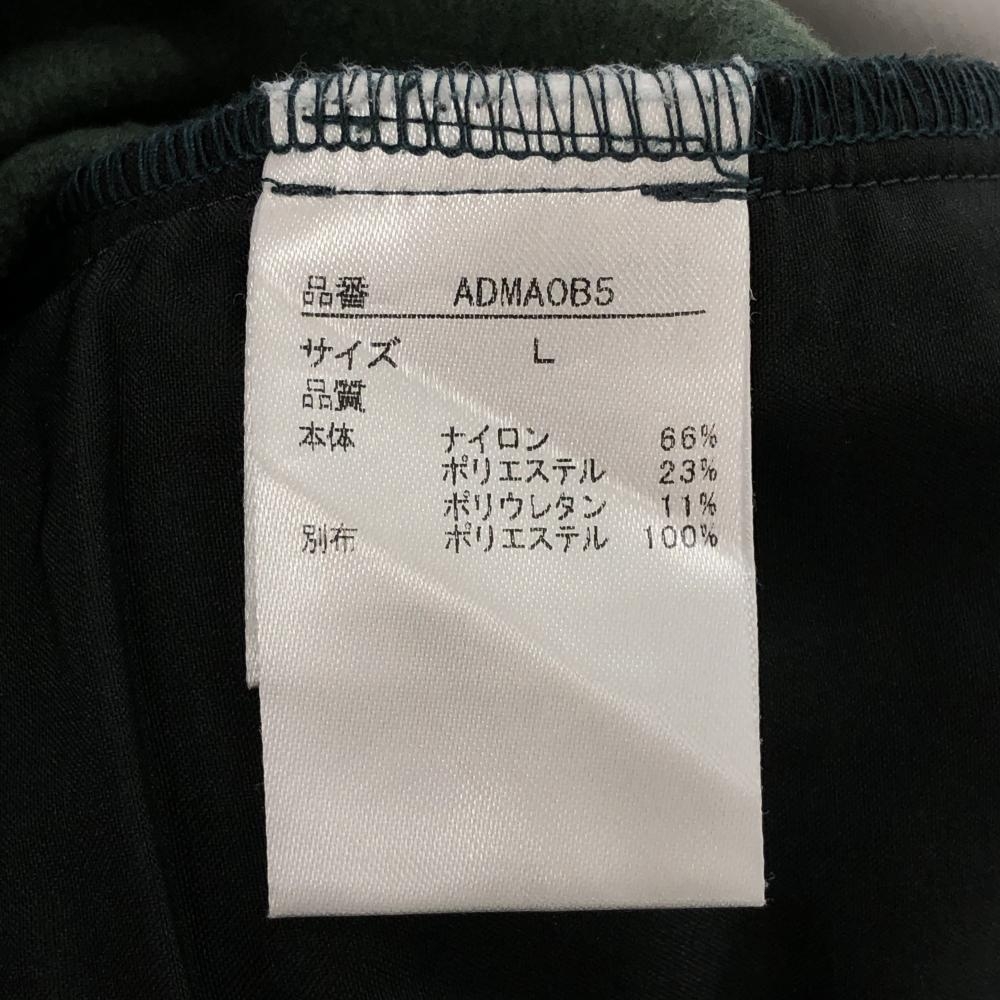 品番 ADMA0B5
サイズ L
品質
本体 ナイロン 66%
ポリエステル 23%
ポリウレタン 11%
別布 ポリエステル 100%